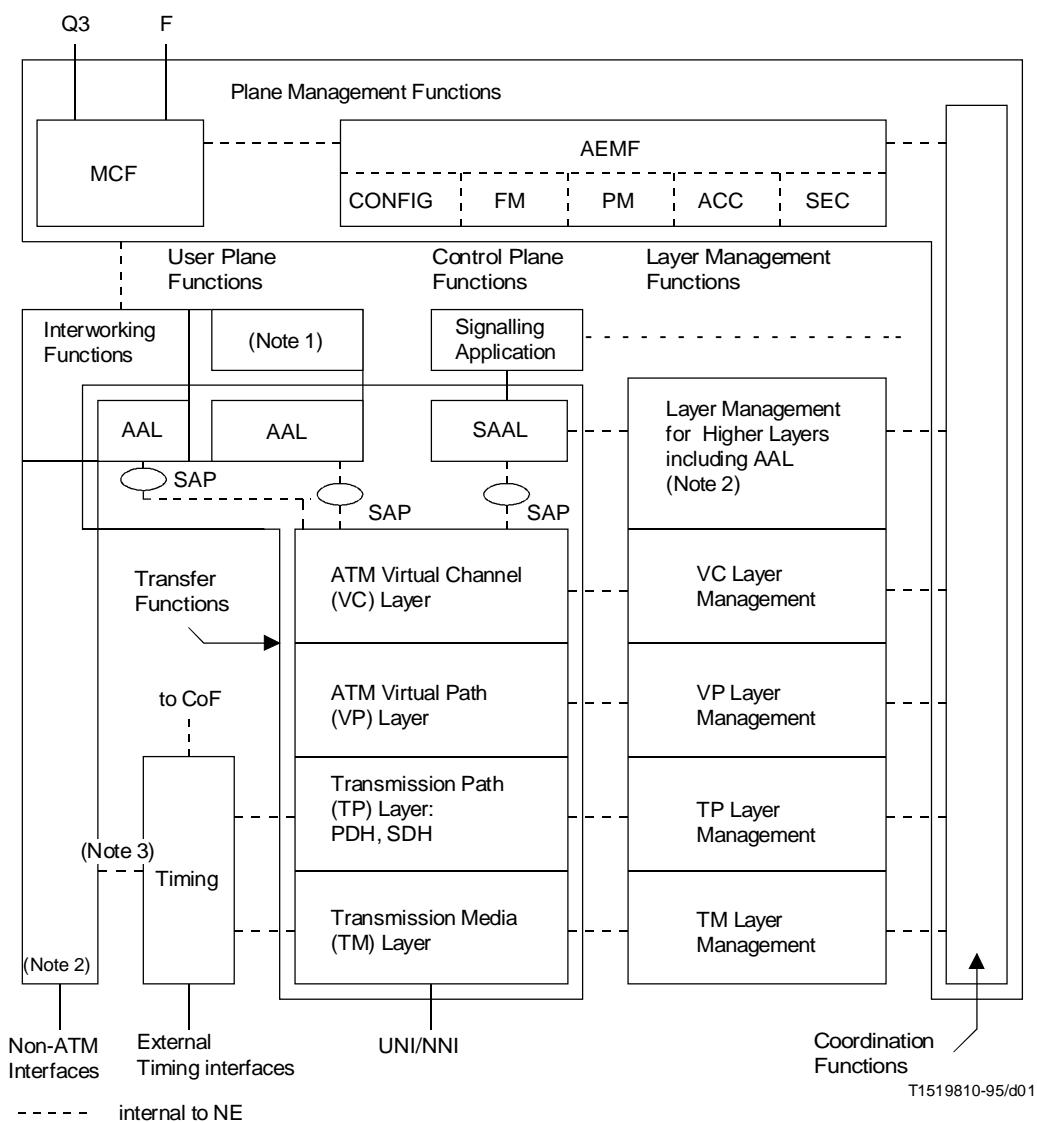 Q3
F
Plane Management Functions
MCF
AEMF
CONFIG
FM
PM
ACC
SEC
User Plane
Functions
Control Plane
Functions
Layer Management
Functions
Interworking
Functions
(Note 1)
Signalling
Application
AAL
AAL
SAAL
Layer Management
for Higher Layers
including AAL
(Note 2)
SAP
SAP
SAP
Transfer
Functions
ATM Virtual Channel
(VC) Layer
VC Layer
Management
ATM Virtual Path
(VP) Layer
VP Layer
Management
to CoF
Transmission Path
(TP) Layer:
PDH, SDH
TP Layer
Management
(Note 3)
Timing
Transmission Media
(TM) Layer
TM Layer
Management
(Note 2)
Non-ATM
Interfaces
External
Timing interfaces
UNI/NNI
Coordination
Functions
T1519810-95/d01
internal to NE